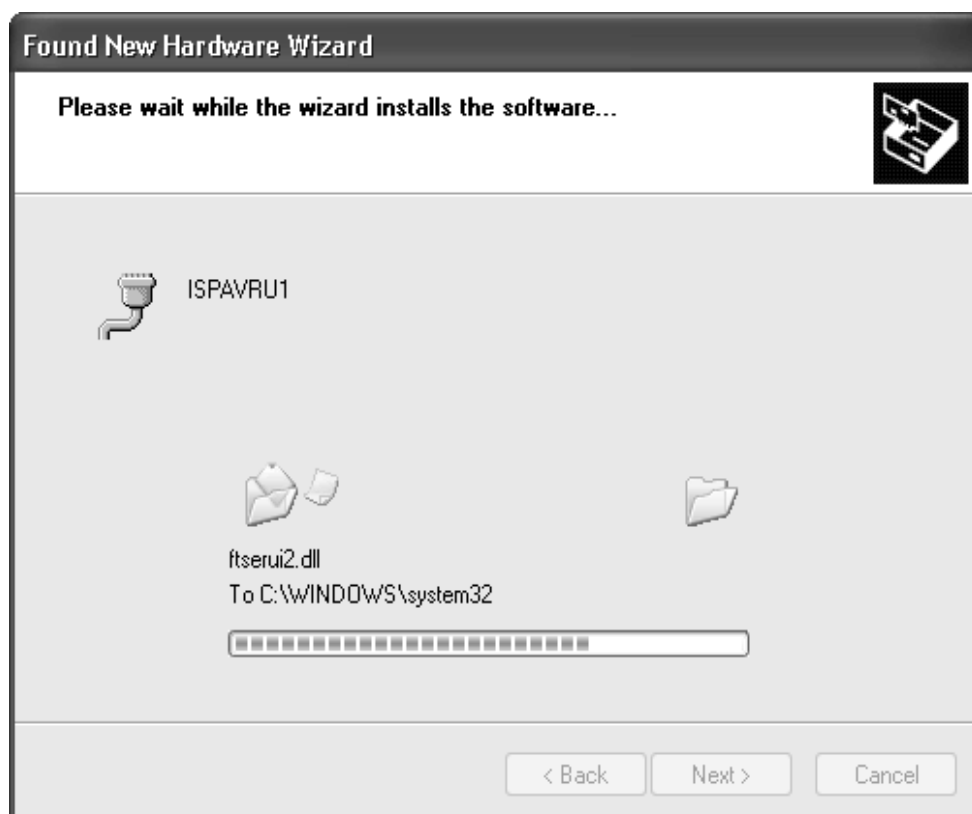 Found New Hardware Wizard
Please wait while the wizard installs the software...
ISPAVRU1
ftserui2.dll
To C:\WINDOWS\system32
< Back Next > Cancel